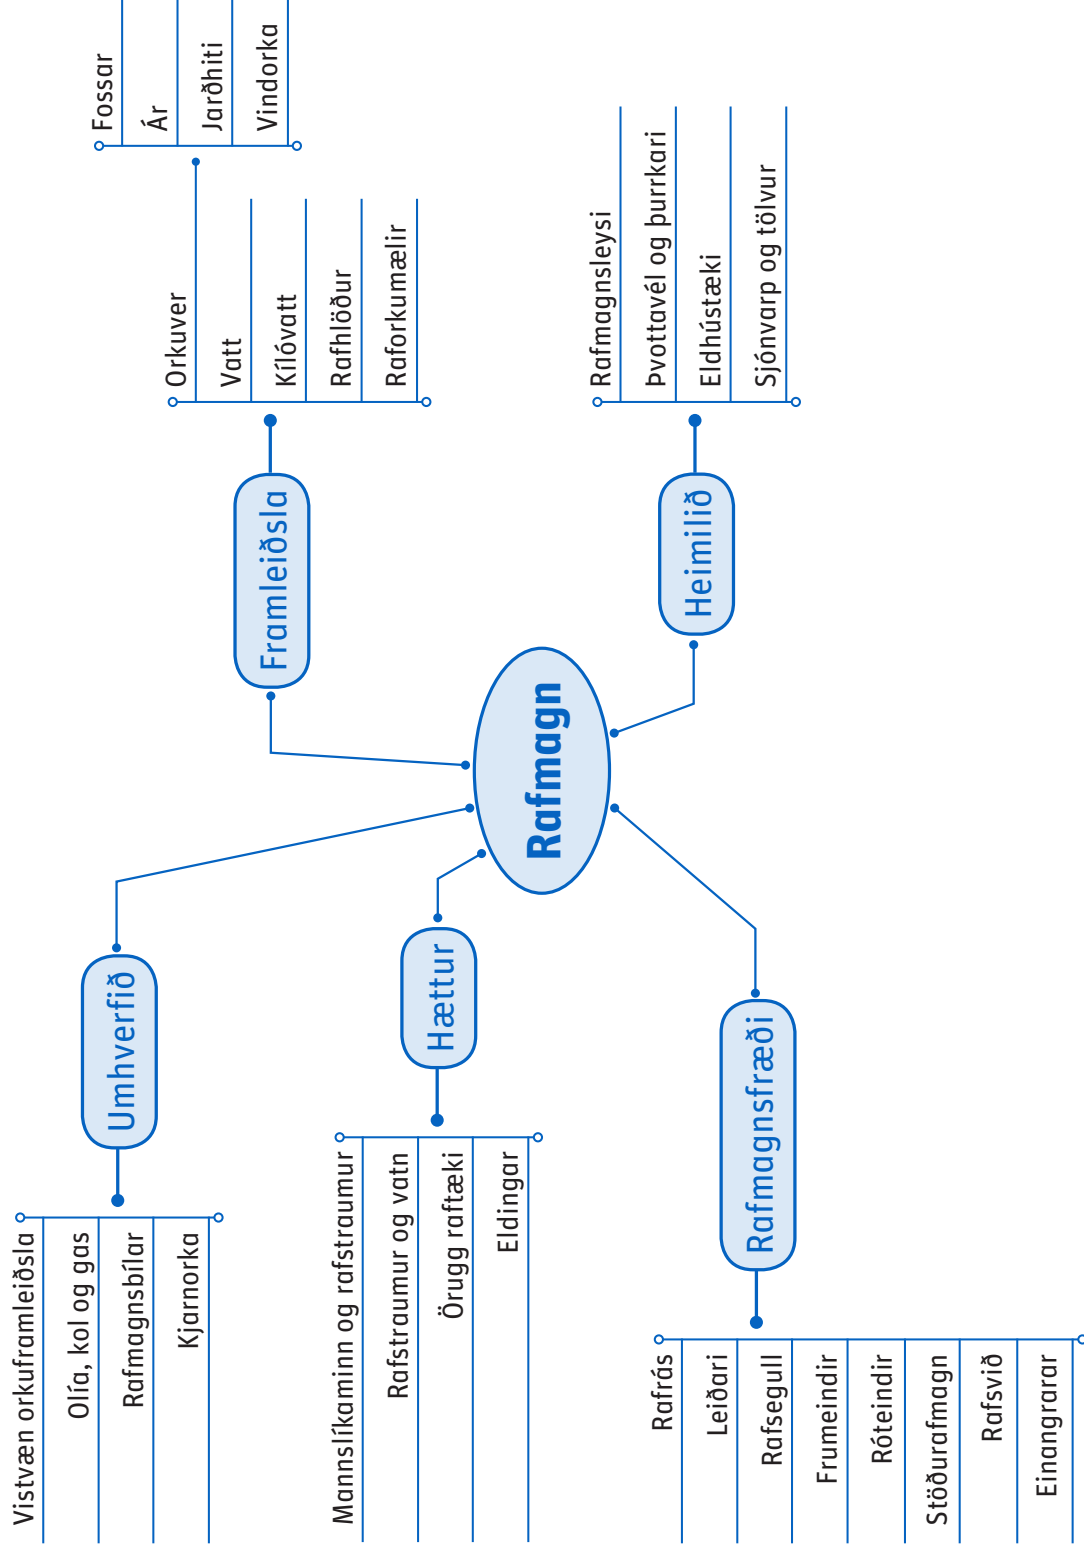 Rafmagn
Umhverfið
Vistvæn orkuframleiðsla
Olía, kol og gas
Rafmagnsbílar
Kjarnorka
Hættur
Mannslíkaminn og rafstraumur
Rafstraumur og vatn
Örugg raftæki
Eldingar
Rafmagnsfræði
Rafrás
Leiðari
Rafsegull
Frumeindir
Róteindir
Stöðurafmagn
Rafsvið
Einangrarar
Framleiðsla
Orkuver
Vatt
Kílóvatt
Rafhlöður
Raforkumælir
Fossar
Ár
Jarðhiti
Vindorka
Heimilið
Rafmagnsleysi
Þvottavél og þurrkari
Eldhústæki
Sjónvarp og tölvur